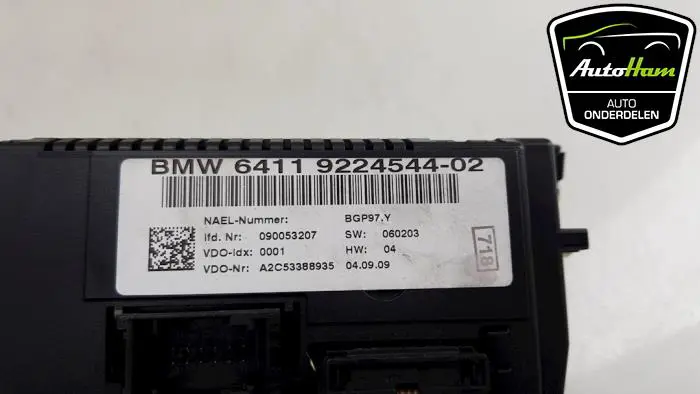 AutoHam
AUTO
ONDERDELEN
BMW 6411 9224544-02
NAEL-Nummer: BGP97.Y
lfd. Nr: 090053207 SW: 060203
VDO-Idx: 0001 HW: 04
VDO-Nr: A2C53388935 04.09.09
718